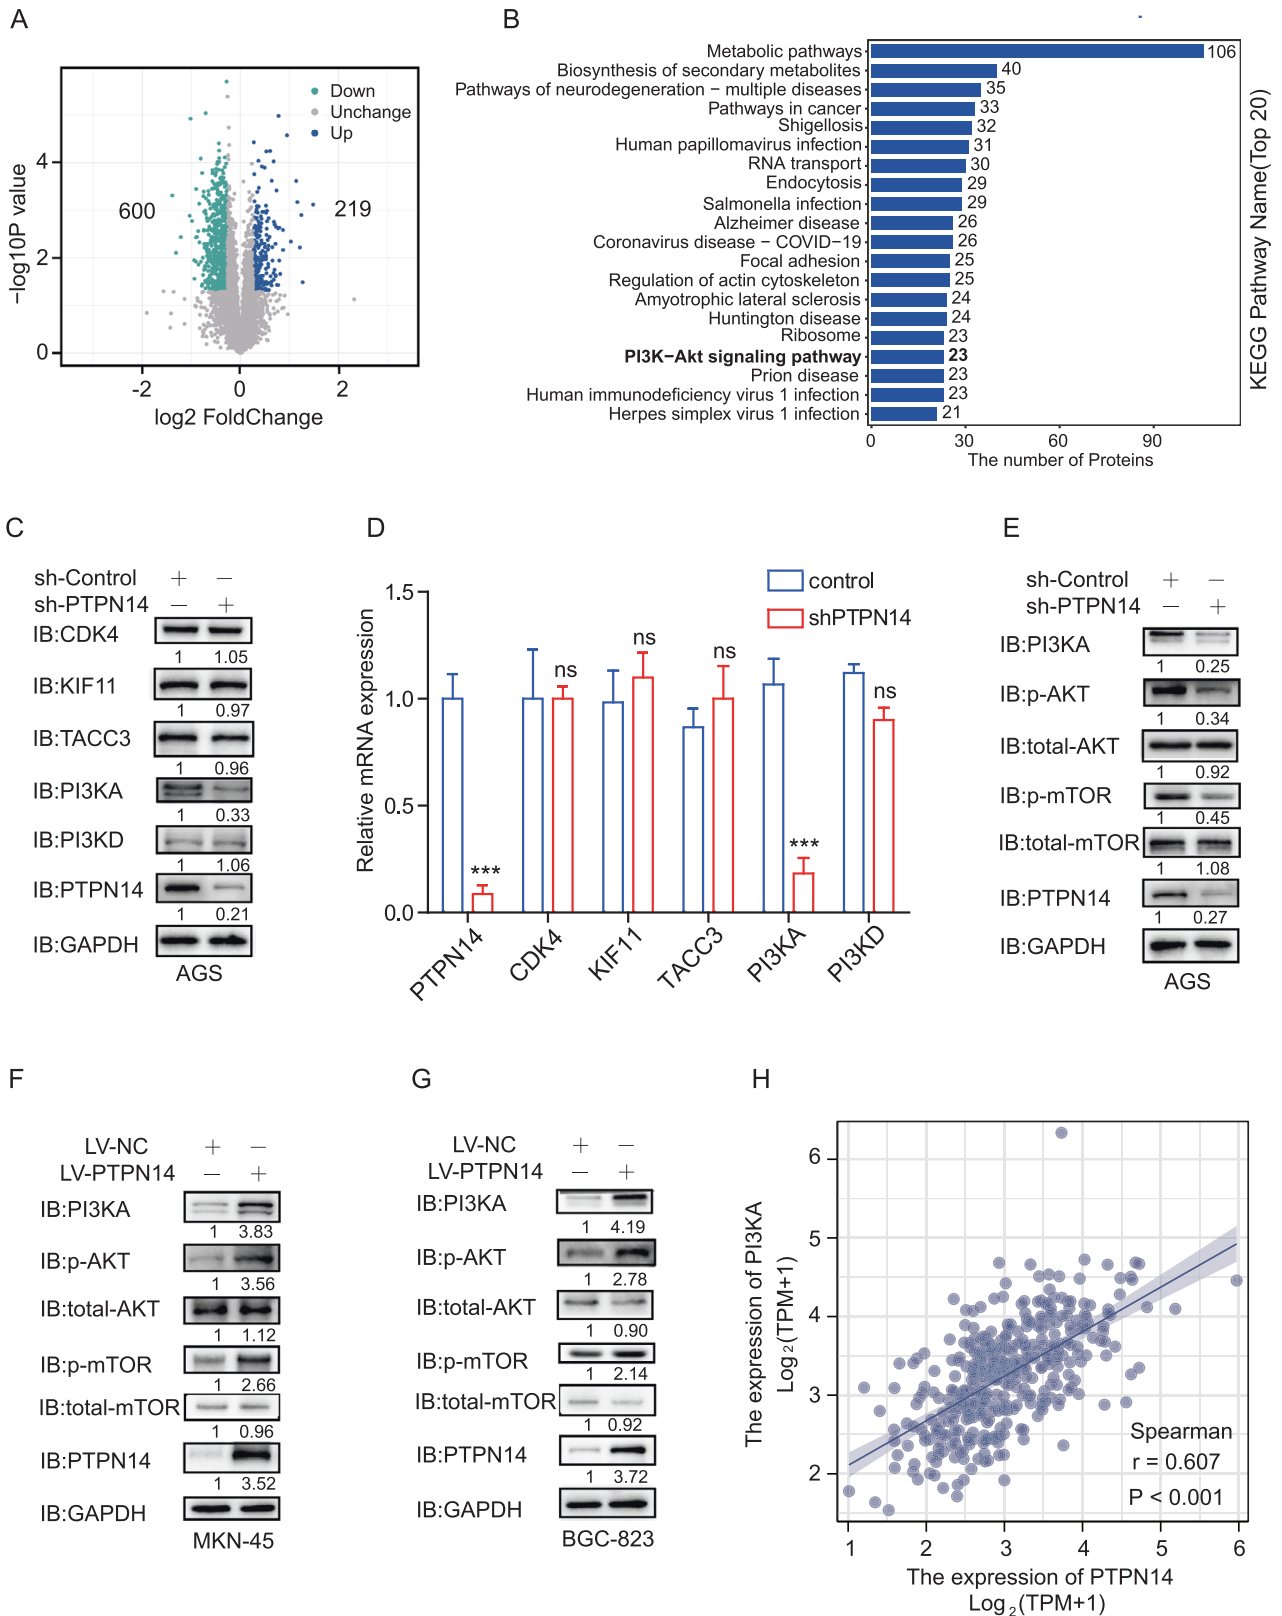 A
Down
Unchange
Up
600
219
4
2
0
-2
0
2
−log10P value
log2 FoldChange
B
Metabolic pathways
106
Biosynthesis of secondary metabolites
40
Pathways of neurodegeneration − multiple diseases
35
Pathways in cancer
33
Shigellosis
32
Human papillomavirus infection
31
RNA transport
30
Endocytosis
29
Salmonella infection
29
Alzheimer disease
26
Coronavirus disease − COVID−19
26
Focal adhesion
25
Regulation of actin cytoskeleton
25
Amyotrophic lateral sclerosis
24
Huntington disease
24
Ribosome
23
PI3K−Akt signaling pathway
23
Prion disease
23
Human immunodeficiency virus 1 infection
23
Herpes simplex virus 1 infection
21
0 30 60 90
The number of Proteins
KEGG Pathway Name(Top 20)
C
sh-Control + −
sh-PTPN14 − +
IB:CDK4
1 1.05
IB:KIF11
1 0.97
IB:TACC3
1 0.96
IB:PI3KA
1 0.33
IB:PI3KD
1 1.06
IB:PTPN14
1 0.21
IB:GAPDH
AGS
D
control
shPTPN14
1.5
1.0
0.5
0.0
Relative mRNA expression
***
ns
ns
ns
***
ns
PTPN14
CDK4
KIF11
TACC3
PI3KA
PI3KD
E
sh-Control + −
sh-PTPN14 − +
IB:PI3KA
1 0.25
IB:p-AKT
1 0.34
IB:total-AKT
1 0.92
IB:p-mTOR
1 0.45
IB:total-mTOR
1 1.08
IB:PTPN14
1 0.27
IB:GAPDH
AGS
F
LV-NC + −
LV-PTPN14 − +
IB:PI3KA
1 3.83
IB:p-AKT
1 3.56
IB:total-AKT
1 1.12
IB:p-mTOR
1 2.66
IB:total-mTOR
1 0.96
IB:PTPN14
1 3.52
IB:GAPDH
MKN-45
G
LV-NC + −
LV-PTPN14 − +
IB:PI3KA
1 4.19
IB:p-AKT
1 2.78
IB:total-AKT
1 0.90
IB:p-mTOR
1 2.14
IB:total-mTOR
1 0.92
IB:PTPN14
1 3.72
IB:GAPDH
BGC-823
H
6
5
4
3
2
The expression of PI3KA
Log₂(TPM+1)
Spearman
r = 0.607
P < 0.001
1 2 3 4 5 6
The expression of PTPN14
Log₂(TPM+1)